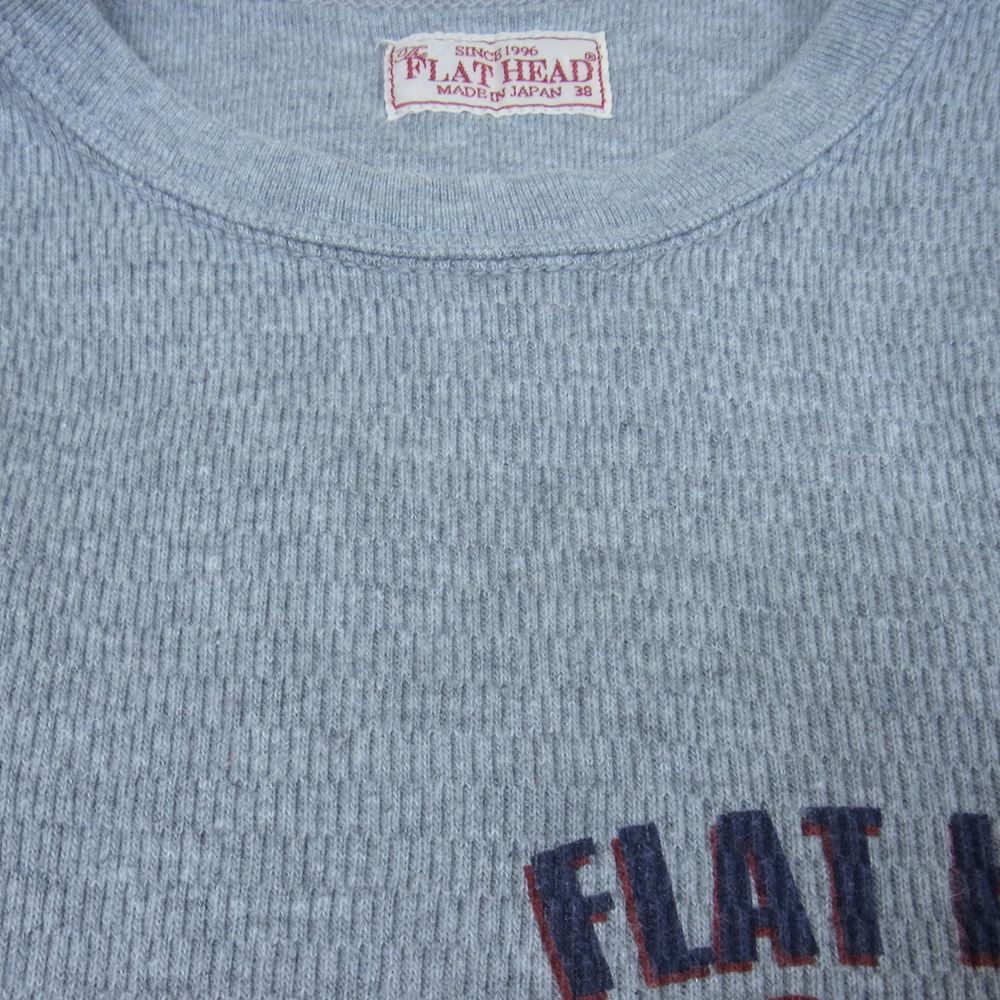 The SINCE 1996
FLAT HEAD®
MADE IN JAPAN 38
FLAT H